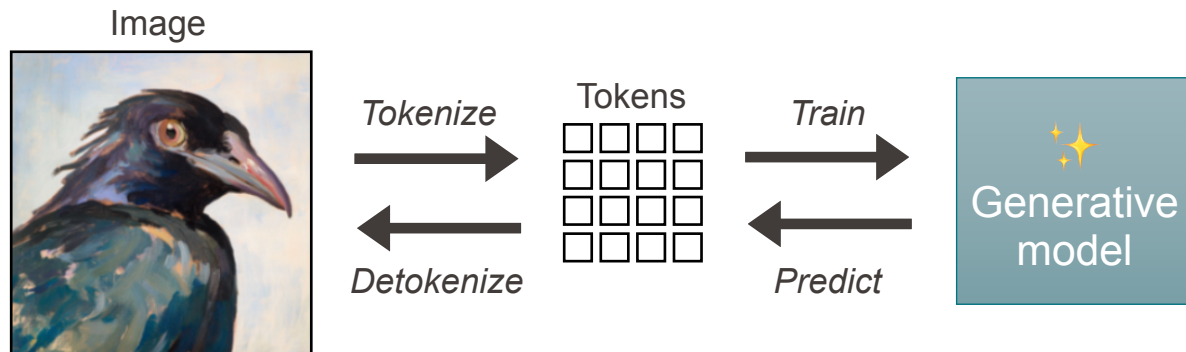 Image
Tokenize
Tokens
Train
Detokenize
Predict
Generative
model